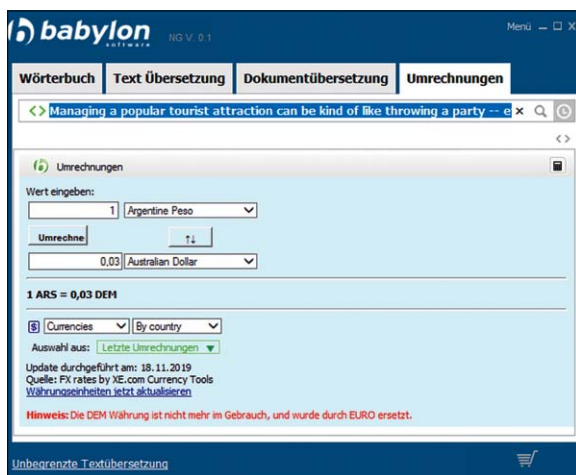 babylon
software
NG V. 0.1
Menü
Wörterbuch Text Übersetzung Dokumentübersetzung Umrechnungen
Managing a popular tourist attraction can be kind of like throwing a party -- e
Umrechnungen
Wert eingeben:
1 Argentine Peso
Umrechne ↑↓
0,03 Australian Dollar
1 ARS = 0,03 DEM
$ Currencies By country
Auswahl aus: Letzte Umrechnungen
Update durchgeführt am: 18.11.2019
Quelle: FX rates by XE.com Currency Tools
Währungseinheiten jetzt aktualisieren
Hinweis: Die DEM Währung ist nicht mehr im Gebrauch, und wurde durch EURO ersetzt.
Unbegrenzte Textübersetzung